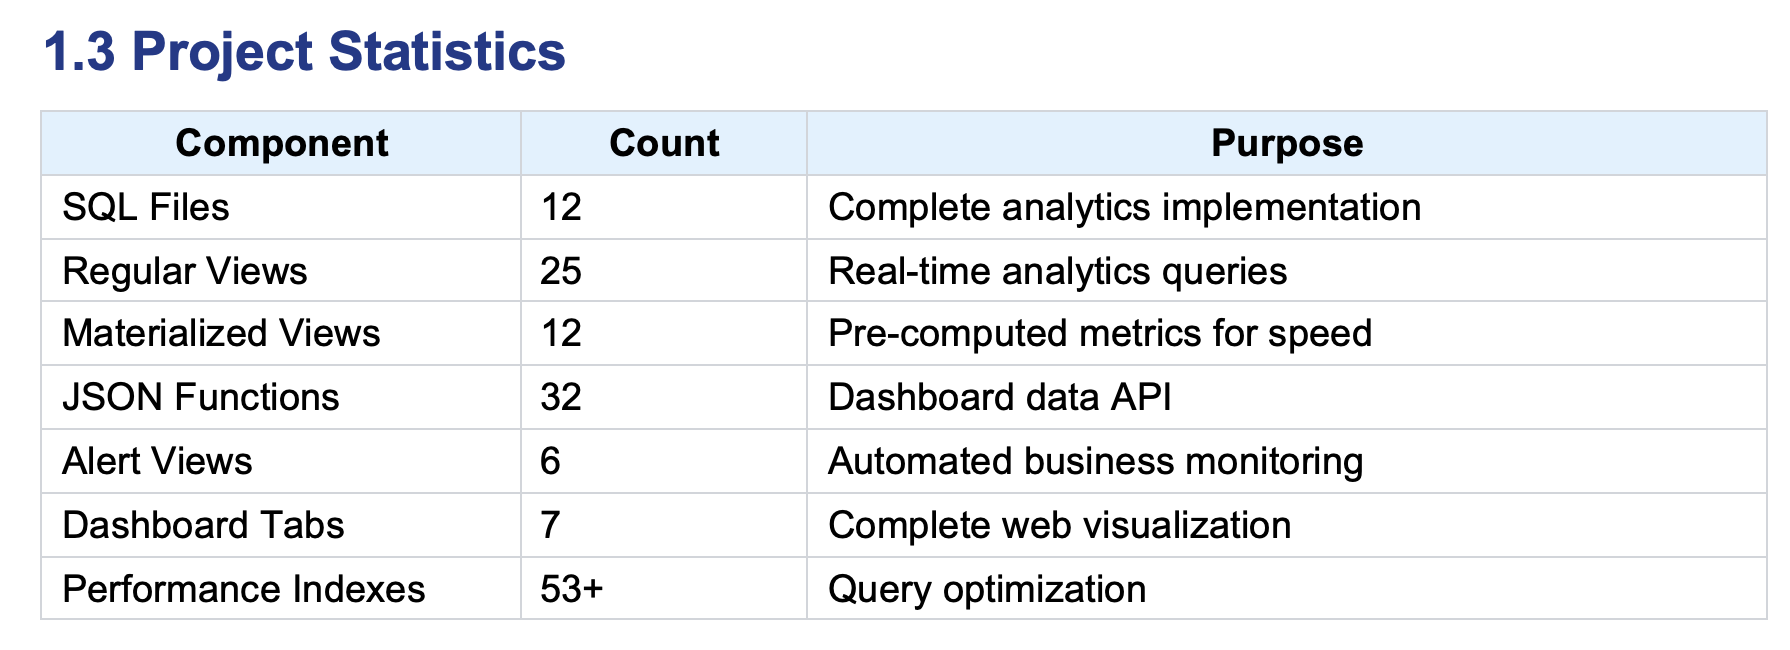 1.3 Project Statistics
Component Count Purpose
SQL Files 12 Complete analytics implementation
Regular Views 25 Real-time analytics queries
Materialized Views 12 Pre-computed metrics for speed
JSON Functions 32 Dashboard data API
Alert Views 6 Automated business monitoring
Dashboard Tabs 7 Complete web visualization
Performance Indexes 53+ Query optimization